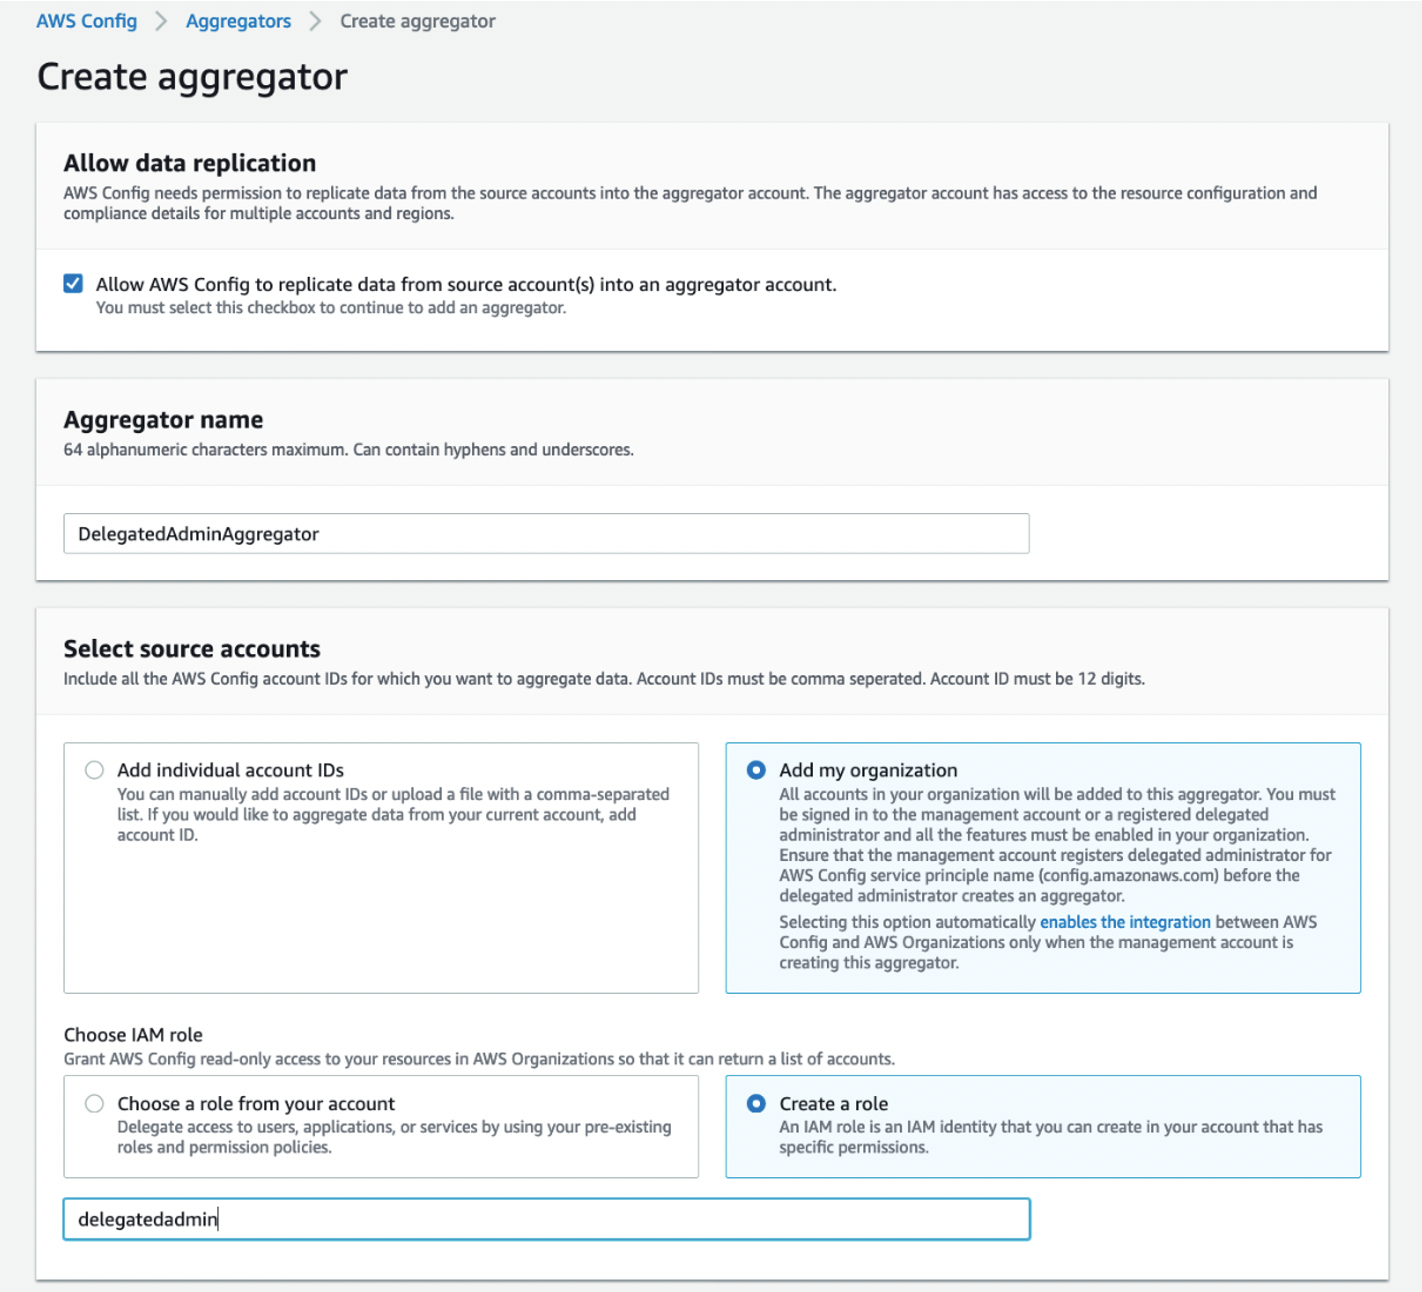 AWS Config > Aggregators > Create aggregator
Create aggregator
Allow data replication
AWS Config needs permission to replicate data from the source accounts into the aggregator account. The aggregator account has access to the resource configuration and
compliance details for multiple accounts and regions.
Allow AWS Config to replicate data from source account(s) into an aggregator account.
You must select this checkbox to continue to add an aggregator.
Aggregator name
64 alphanumeric characters maximum. Can contain hyphens and underscores.
DelegatedAdminAggregator
Select source accounts
Include all the AWS Config account IDs for which you want to aggregate data. Account IDs must be comma seperated. Account ID must be 12 digits.
Add individual account IDs
You can manually add account IDs or upload a file with a comma-separated
list. If you would like to aggregate data from your current account, add
account ID.
Add my organization
All accounts in your organization will be added to this aggregator. You must
be signed in to the management account or a registered delegated
administrator and all the features must be enabled in your organization.
Ensure that the management account registers delegated administrator for
AWS Config service principle name (config.amazonaws.com) before the
delegated administrator creates an aggregator.
Selecting this option automatically enables the integration between AWS
Config and AWS Organizations only when the management account is
creating this aggregator.
Choose IAM role
Grant AWS Config read-only access to your resources in AWS Organizations so that it can return a list of accounts.
Choose a role from your account
Delegate access to users, applications, or services by using your pre-existing
roles and permission policies.
Create a role
An IAM role is an IAM identity that you can create in your account that has
specific permissions.
delegatedadmin